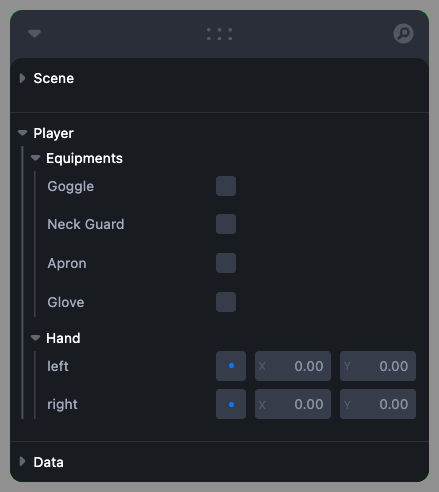 Scene
Player
Equipments
Goggle
Neck Guard
Apron
Glove
Hand
left X 0.00 Y 0.00
right X 0.00 Y 0.00
Data